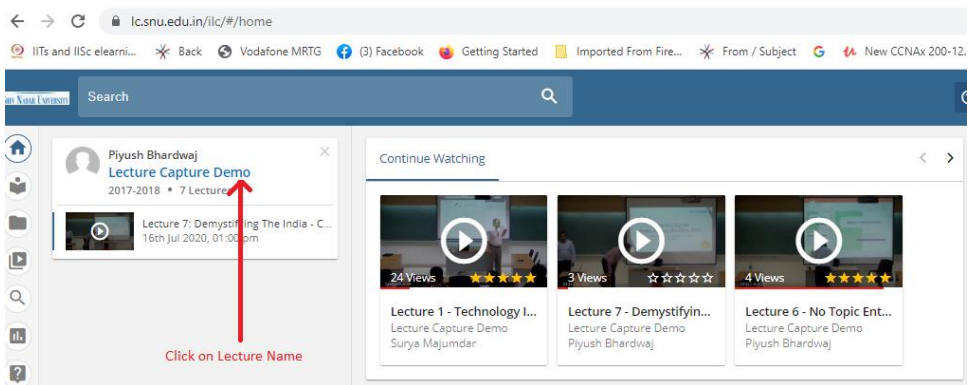 lc.snu.edu.in/ilc/#/home
IITs and IISc elearni... Back Vodafone MRTG (3) Facebook Getting Started Imported From Fire... From / Subject New CCNAx 200-12.
Search
Piyush Bhardwaj
Lecture Capture Demo
2017-2018 • 7 Lectures
Lecture 7: Demystifying The India - C...
16th Jul 2020, 01:00 pm
Click on Lecture Name
Continue Watching
24 Views
3 Views
4 Views
Lecture 1 - Technology I...
Lecture Capture Demo
Surya Majumdar
Lecture 7 - Demystifyin...
Lecture Capture Demo
Piyush Bhardwaj
Lecture 6 - No Topic Ent...
Lecture Capture Demo
Piyush Bhardwaj